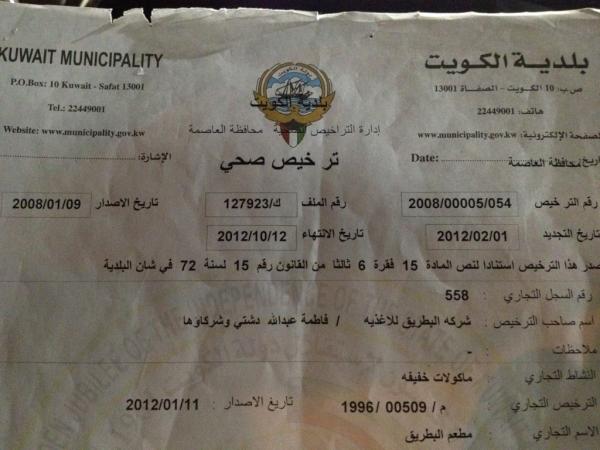 KUWAIT MUNICIPALITY
بلدية الكويت
P.O.Box: 10 Kuwait - Safat 13001
ص.ب: 10 الكويت - الصفاة 13001
Tel.: 22449001
هاتف: 22449001
بلدية الكويت
Website: www.municipality.gov.kw
www.municipality.gov.kw لصفحة الإلكترونية:
إدارة التراخيص الصحية محافظة العاصمة
الإشارة:
Date:
محافظة العاصمة
ترخيص صحي
رقم الترخيص 2008/00005/054 رقم الملف ك/127923 تاريخ الاصدار 2008/01/09
تاريخ التجديد 2012/02/01 تاريخ الانتهاء 2012/10/12
صدر هذا الترخيص استنادا لنص المادة 15 فقرة 6 ثالثا من القانون رقم 15 لسنة 72 في شان البلدية
رقم السجل التجاري : 558
اسم صاحب الترخيص : شركه البطريق للاغذيه / فاطمة عبدالله دشتي وشركاؤها
ملاحظات : -
النشاط التجاري : ماكولات خفيفه
الترخيص التجاري : م / 00509 /1996 تاريخ الاصدار : 2012/01/11
الاسم التجاري : مطعم البطريق